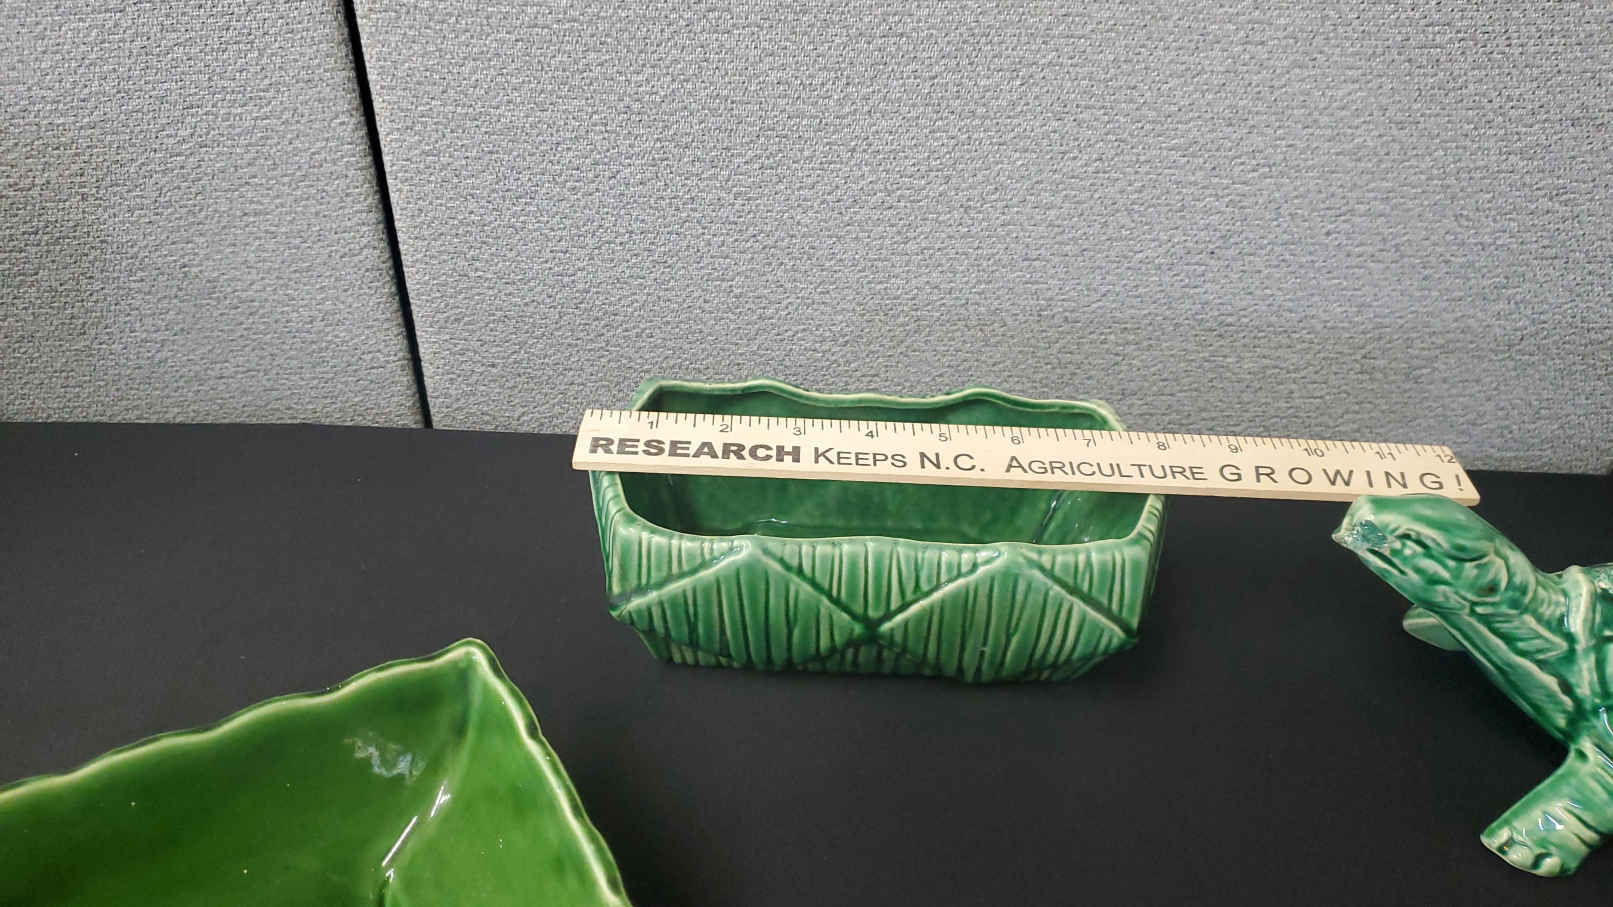 1 2 3 4 5 6 7 8 9 10 11 12
RESEARCH KEEPS N.C. AGRICULTURE GROWING!